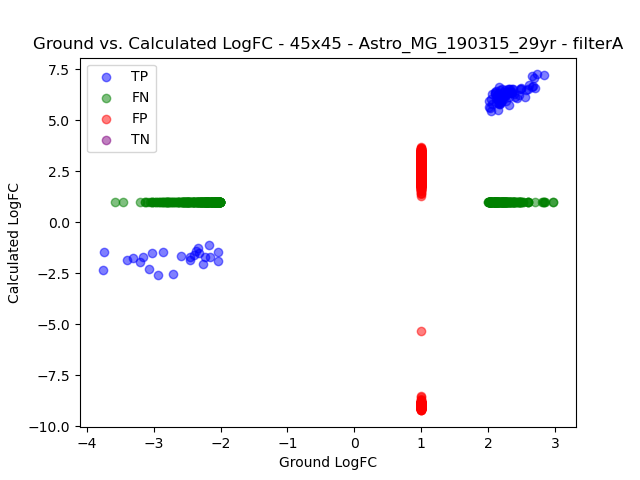 Ground vs. Calculated LogFC - 45x45 - Astro_MG_190315_29yr - filterA
TP
FN
FP
TN
7.5
5.0
2.5
0.0
−2.5
−5.0
−7.5
−10.0
Calculated LogFC
−4
−3
−2
−1
0
1
2
3
Ground LogFC